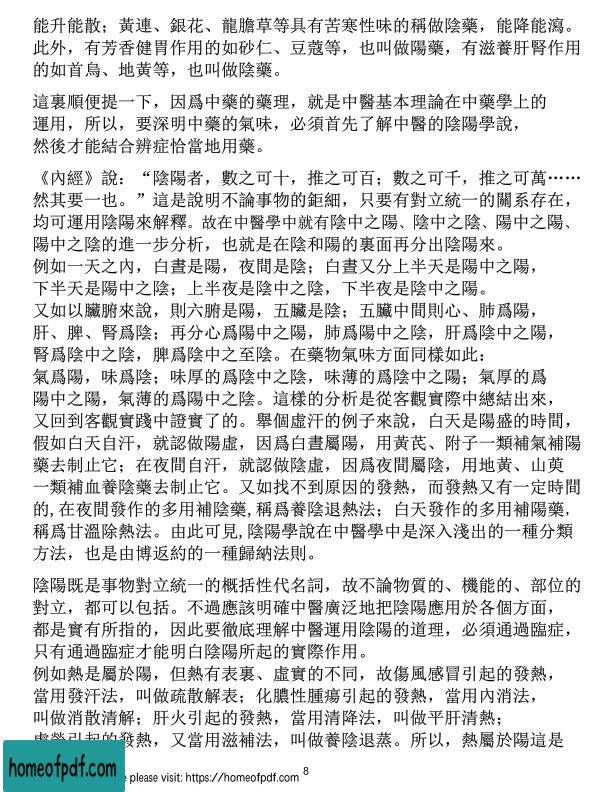 能升能散；黃連、銀花、龍膽草等具有苦寒性味的稱做陰藥，能降能瀉。
此外，有芳香健胃作用的如砂仁、豆蔻等，也叫做陽藥，有滋養肝腎作用
的如首烏、地黃等，也叫做陰藥。
這裏順便提一下，因爲中藥的藥理，就是中醫基本理論在中藥學上的
運用，所以，要深明中藥的氣味，必須首先了解中醫的陰陽學說，
然後才能結合辨症恰當地用藥。
《內經》說：“陰陽者，數之可十，推之可百；數之可千，推之可萬……
然其要一也。”這是說明不論事物的鉅細，只要有對立統一的關系存在，
均可運用陰陽來解釋。故在中醫學中就有陰中之陽、陰中之陰、陽中之陽、
陽中之陰的進一步分析，也就是在陰和陽的裏面再分出陰陽來。
例如一天之內，白晝是陽，夜間是陰；白晝又分上半天是陽中之陽，
下半天是陽中之陰；上半夜是陰中之陰，下半夜是陰中之陽。
又如以臟腑來說，則六腑是陽，五臟是陰；五臟中間則心、肺爲陽，
肝、脾、腎爲陰；再分心爲陽中之陽，肺爲陽中之陰，肝爲陰中之陽，
腎爲陰中之陰，脾爲陰中之至陰。在藥物氣味方面同樣如此：
氣爲陽，味爲陰；味厚的爲陰中之陰，味薄的爲陰中之陽；氣厚的爲
陽中之陽，氣薄的爲陽中之陰。這樣的分析是從客觀實際中總結出來，
又回到客觀實踐中證實了的。舉個虛汗的例子來說，白天是陽盛的時間，
假如白天自汗，就認做陽虛，因爲白晝屬陽，用黃芪、附子一類補氣補陽
藥去制止它；在夜間自汗，就認做陰虛，因爲夜間屬陰，用地黃、山萸
一類補血養陰藥去制止它。又如找不到原因的發熱，而發熱又有一定時間
的,在夜間發作的多用補陰藥,稱爲養陰退熱法；白天發作的多用補陽藥，
稱爲甘溫除熱法。由此可見,陰陽學說在中醫學中是深入淺出的一種分類
方法，也是由博返約的一種歸納法則。
陰陽既是事物對立統一的概括性代名詞，故不論物質的、機能的、部位的
對立，都可以包括。不過應該明確中醫廣泛地把陰陽應用於各個方面，
都是實有所指的，因此要徹底理解中醫運用陰陽的道理，必須通過臨症，
只有通過臨症才能明白陰陽所起的實際作用。
例如熱是屬於陽，但熱有表裏、虛實的不同，故傷風感冒引起的發熱，
當用發汗法，叫做疏散解表；化膿性腫瘍引起的發熱，當用內消法，
叫做消散清解；肝火引起的發熱，當用清降法，叫做平肝清熱；
虛勞引起的發熱，又當用滋補法，叫做養陰退蒸。所以，熱屬於陽這是
homeofpdf.com
please visit: https://homeofpdf.com
8